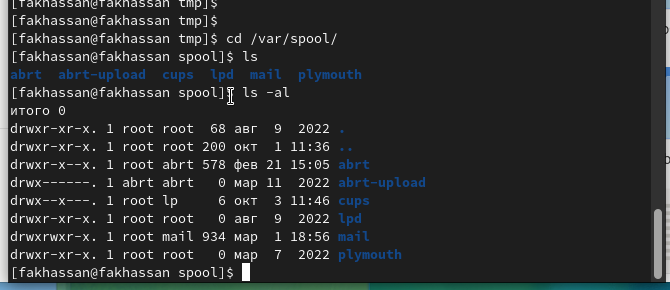 [fakhassan@fakhassan tmp]$
[fakhassan@fakhassan tmp]$
[fakhassan@fakhassan tmp]$ cd /var/spool/
[fakhassan@fakhassan spool]$ ls
abrt abrt-upload cups lpd mail plymouth
[fakhassan@fakhassan spool]$ ls -al
итого 0
drwxr-xr-x. 1 root root 68 авг 9 2022 .
drwxr-xr-x. 1 root root 200 окт 1 11:36 ..
drwxr-x--x. 1 root abrt 578 фев 21 15:05 abrt
drwx------. 1 abrt abrt 0 мар 11 2022 abrt-upload
drwx--x---. 1 root lp 6 окт 3 11:46 cups
drwxr-xr-x. 1 root root 0 авг 9 2022 lpd
drwxrwxr-x. 1 root mail 934 мар 1 18:56 mail
drwxr-xr-x. 1 root root 0 мар 7 2022 plymouth
[fakhassan@fakhassan spool]$